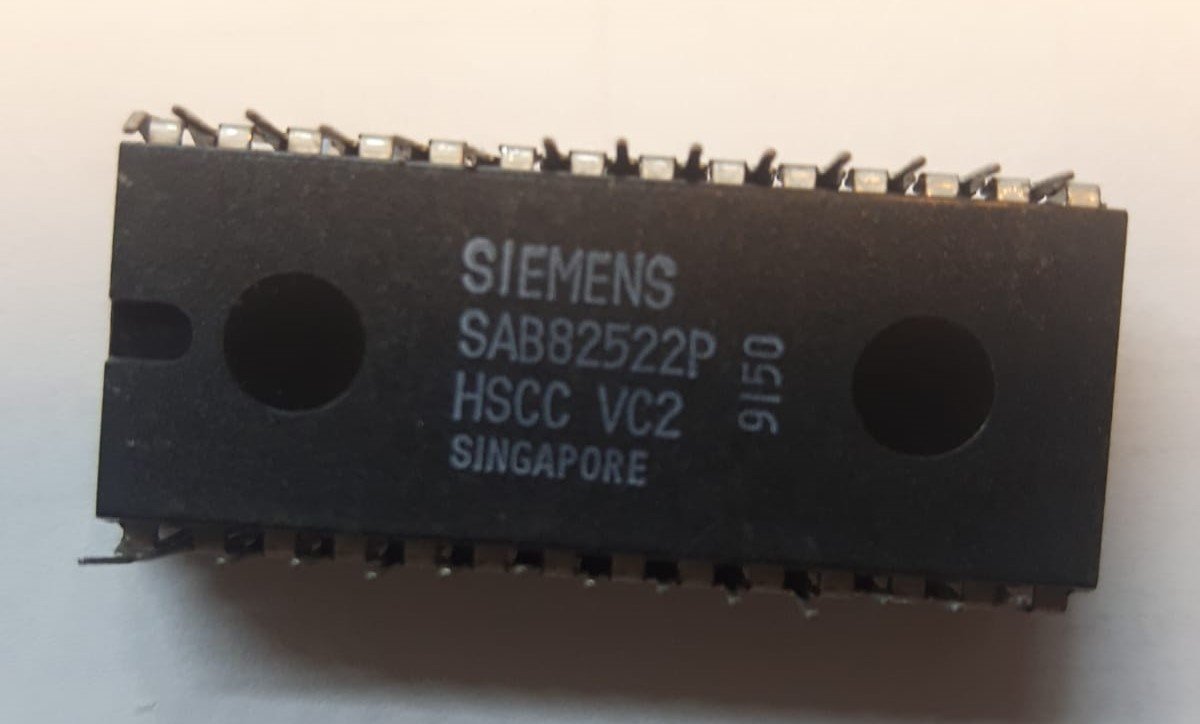 SIEMENS
SAB82522P
HSCC VC2
SINGAPORE
9150